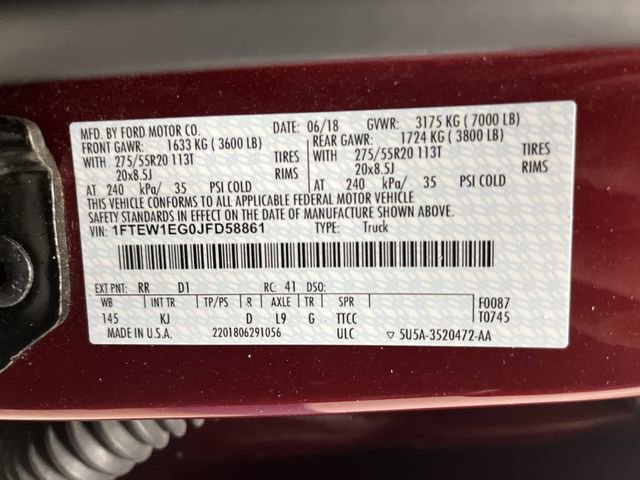 MFD. BY FORD MOTOR CO. DATE: 06/18 GVWR: 3175 KG ( 7000 LB)
FRONT GAWR: 1633 KG ( 3600 LB) REAR GAWR: 1724 KG ( 3800 LB)
WITH 275/55R20 113T TIRES WITH 275/55R20 113T TIRES
20x8.5J RIMS 20x8.5J RIMS
AT 240 kPa/ 35 PSI COLD AT 240 kPa/ 35 PSI COLD
THIS VEHICLE CONFORMS TO ALL APPLICABLE FEDERAL MOTOR VEHICLE
SAFETY STANDARDS IN EFFECT ON THE DATE OF MANUFACTURE SHOWN ABOVE.
VIN: 1FTEW1EG0JFD58861 TYPE: Truck
EXT PNT: RR D1 RC: 41 DSO:
WB INT TR TP/PS R AXLE TR SPR F0087
145 KJ D L9 G TTCC T0745
MADE IN U.S.A. 2201806291056 ULC ▽ 5U5A-3520472-AA